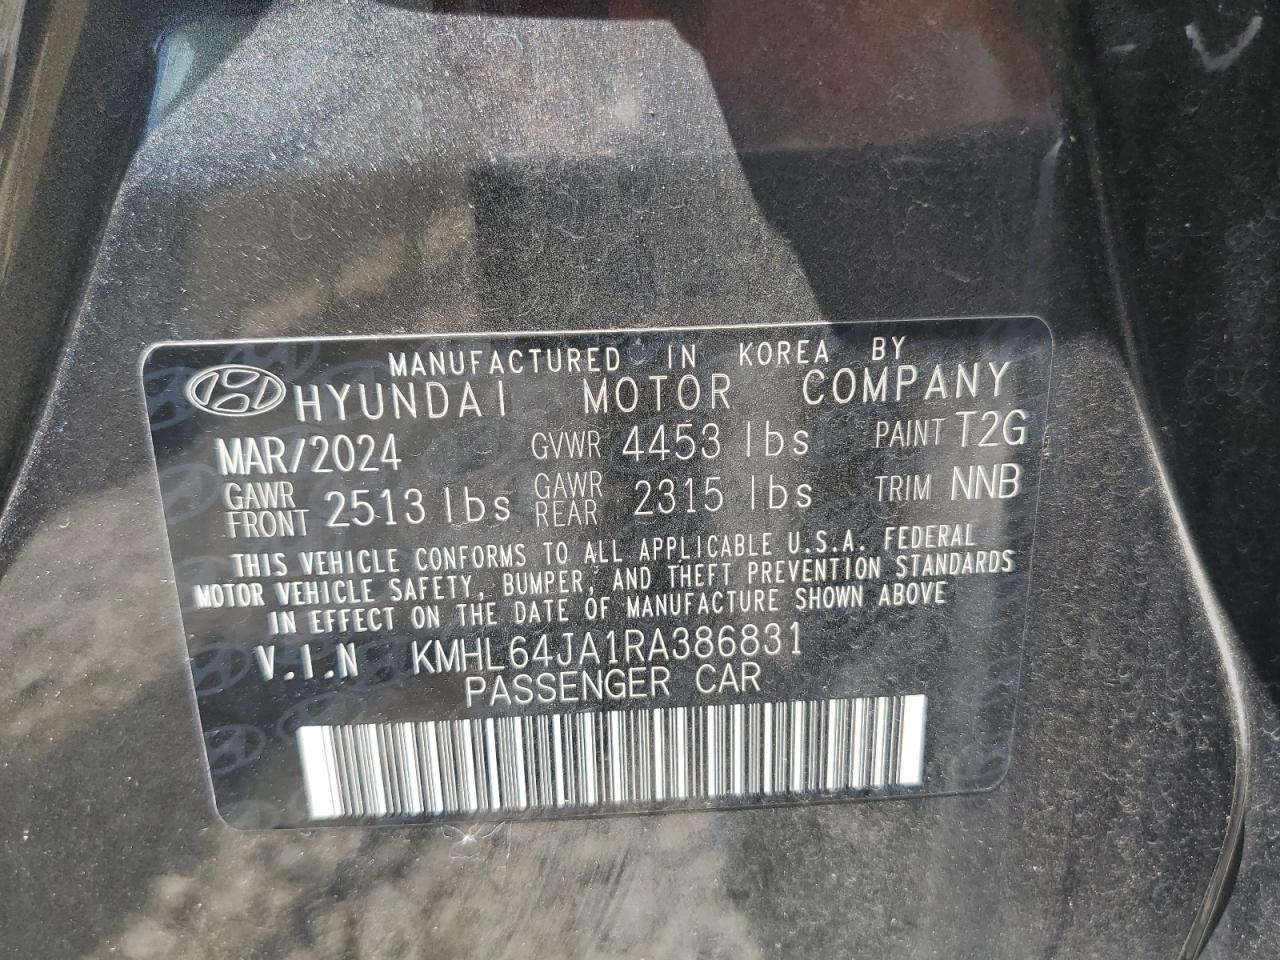 MANUFACTURED IN KOREA BY
HYUNDAI MOTOR COMPANY
MAR/2024 GVWR 4453 lbs PAINT T2G
GAWR FRONT 2513 lbs GAWR REAR 2315 lbs TRIM NNB
THIS VEHICLE CONFORMS TO ALL APPLICABLE U.S.A. FEDERAL
MOTOR VEHICLE SAFETY, BUMPER, AND THEFT PREVENTION STANDARDS
IN EFFECT ON THE DATE OF MANUFACTURE SHOWN ABOVE
V.I.N KMHL64JA1RA386831
PASSENGER CAR